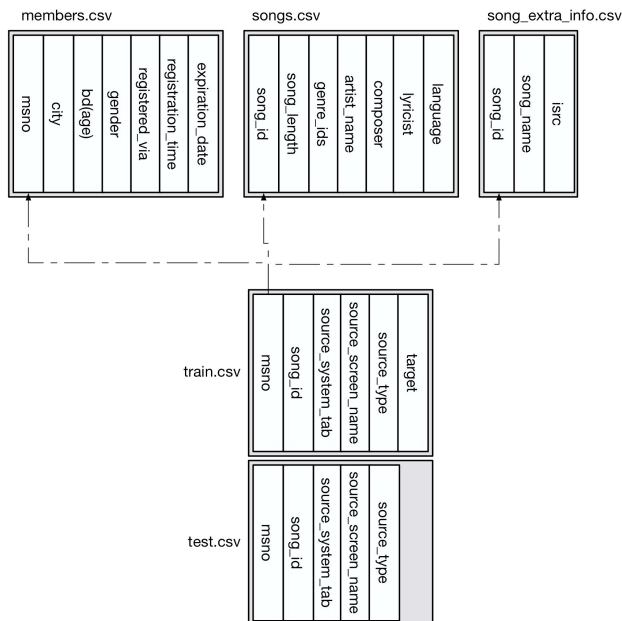 members.csv
songs.csv
song_extra_info.csv
msno
city
bd(age)
gender
registered_via
registration_time
expiration_date
song_id
song_length
genre_ids
artist_name
composer
lyricist
language
song_id
song_name
isrc
train.csv
msno
song_id
source_system_tab
source_screen_name
source_type
target
test.csv
msno
song_id
source_system_tab
source_screen_name
source_type